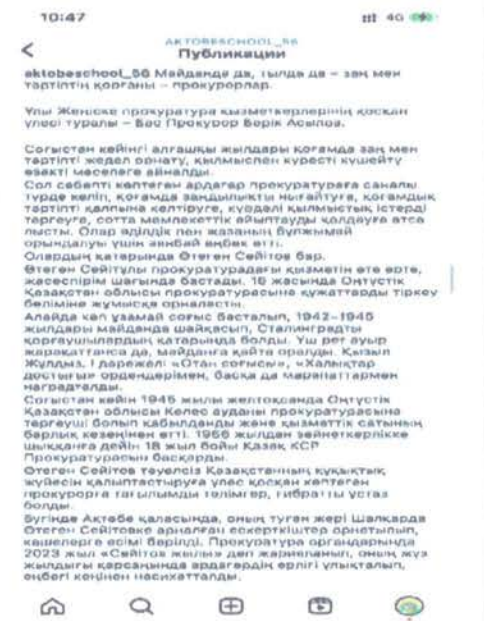 10:47
4G
AKTOBESCHOOL_56
Публикации
aktobeschool_56 Майданда да, тылда да – заң мен
тәртіптің қорғаны – прокурорлар.
Ұлы Жеңіске прокуратура қызметкерлерінің қосқан
үлесі туралы – Бас Прокурор Берік Асылов.
Соғыстан кейінгі алғашқы жылдары қоғамда заң мен
тәртіпті жедел орнату, қылмыспен күресті күшейту
өзекті мәселеге айналды.
Сол себепті көптеген ардагер прокуратураға саналы
түрде келіп, қоғамда заңдылықты нығайтуға, қоғамдық
тәртіпті қалпына келтіруге, күрделі қылмыстық істерді
тергеуге, сотта мемлекеттік айыптауды қолдауға атса
лысты. Олар әділдік пен жазаның бұлжымай
орындалуы үшін аянбай еңбек етті.
Олардың қатарында Өтеген Сейітов бар.
Өтеген Сейітұлы прокуратурадағы қызметін өте ерте,
жасөспірім шағында бастады. 16 жасында Оңтүстік
Қазақстан облысы прокуратурасына құжаттарды тіркеу
бөліміне жұмысқа орналасты.
Алайда көп ұзамай соғыс басталып, 1942–1945
жылдары майданда шайқасып, Сталинградты
қорғаушылардың қатарында болды. Үш рет ауыр
жарақаттанса да, майданға қайта оралды. Қызыл
Жұлдыз, I дәрежелі «Отан соғысы», «Халықтар
достығы» ордендерімен, басқа да марапаттармен
наградталды.
Соғыстан кейін 1945 жылы желтоқсанда Оңтүстік
Қазақстан облысы Келес ауданы прокуратурасына
тергеуші болып қабылданды және қызметтік сатының
барлық кезеңінен өтті. 1966 жылдан зейнеткерлікке
шыққанға дейін 18 жыл бойы Қазақ КСР
Прокуратурасын басқарды.
Өтеген Сейітов тәуелсіз Қазақстанның құқықтық
жүйесін қалыптастыруға үлес қосқан көптеген
прокурорға тағылымды тәлімгер, ғибратты ұстаз
болды.
Бүгінде Ақтөбе қаласында, оның туған жері Шалқарда
Өтеген Сейітовке арналған ескерткіштер орнатылып,
көшелерге есімі берілді. Прокуратура органдарында
2023 жыл «Сейітов жылы» деп жарияланып, оның жүз
жылдығы қарсаңында ардагердің ерлігі ұлықталып,
еңбегі кеңінен насихатталды.